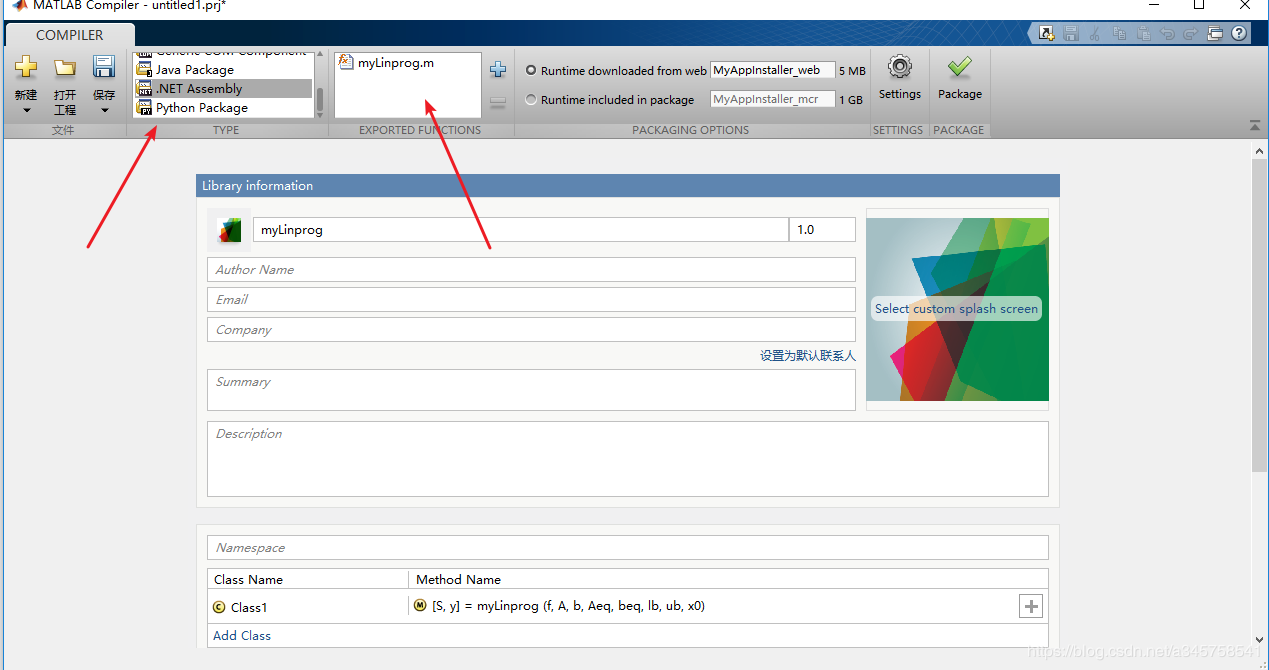 MATLAB Compiler - untitled1.prj*
COMPILER
新建
打开
工程
保存
文件
Generic COM Component
Java Package
.NET Assembly
Python Package
TYPE
myLinprog.m
EXPORTED FUNCTIONS
Runtime downloaded from web MyAppInstaller_web 5 MB
Runtime included in package MyAppInstaller_mcr 1 GB
PACKAGING OPTIONS
Settings
SETTINGS
Package
PACKAGE
Library information
myLinprog 1.0
Author Name
Email
Company
设置为默认联系人
Summary
Description
Select custom splash screen
Namespace
Class Name Method Name
Class1 [S, y] = myLinprog (f, A, b, Aeq, beq, lb, ub, x0)
Add Class
https://blog.csdn.net/a345758541